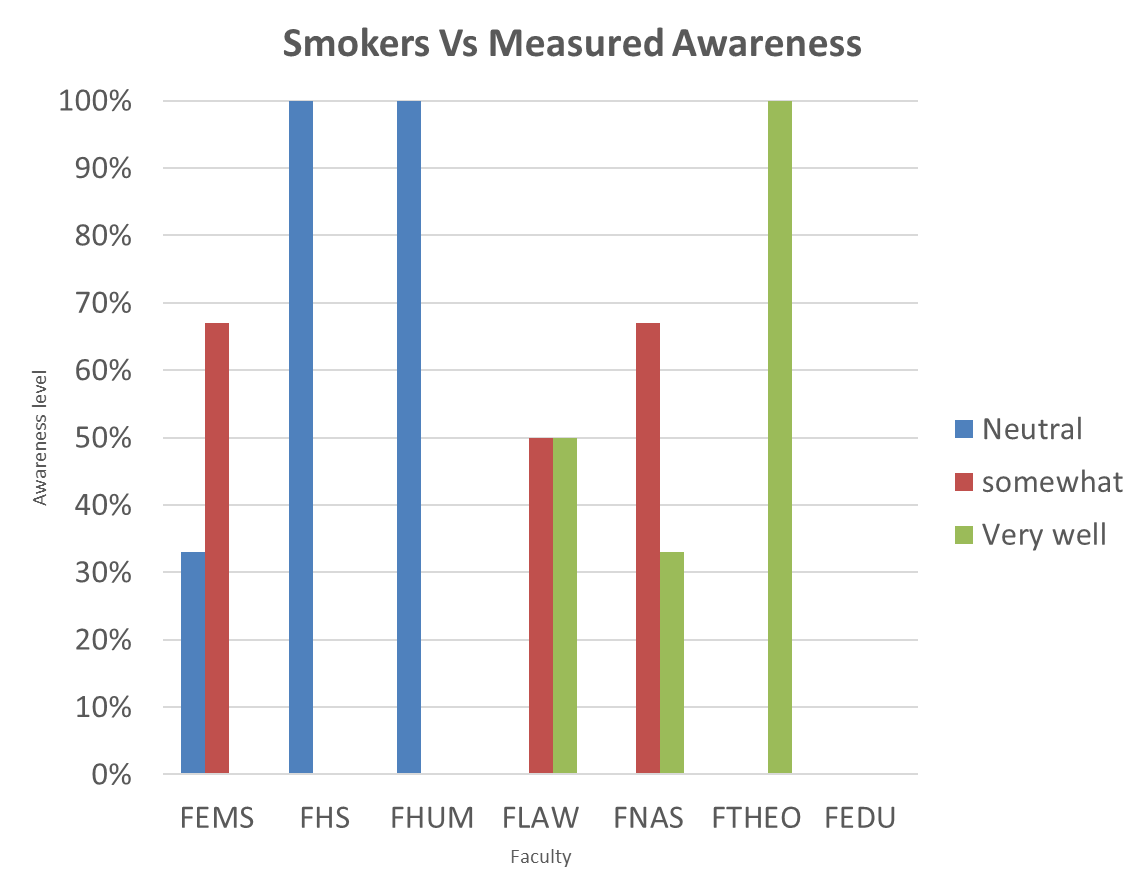 Smokers Vs Measured Awareness
100%
90%
80%
70%
60%
50%
40%
30%
20%
10%
0%
Awareness level
FEMS FHS FHUM FLAW FNAS FTHEO FEDU
Faculty
Neutral
somewhat
Very well